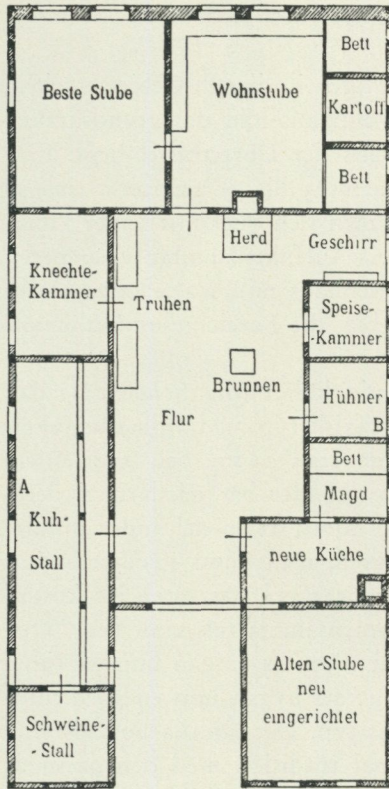 Beste Stube
Wohnstube
Bett
Kartoff
Bett
Herd
Geschirr
Knechte-
Kammer
Truhen
Speise-
-Kammer
Brunnen
Hühner
B
Flur
Bett
Magd
A
Kuh-
Stall
neue Küche
Alten-Stube
neu
eingerichtet
Schweine-
-Stall